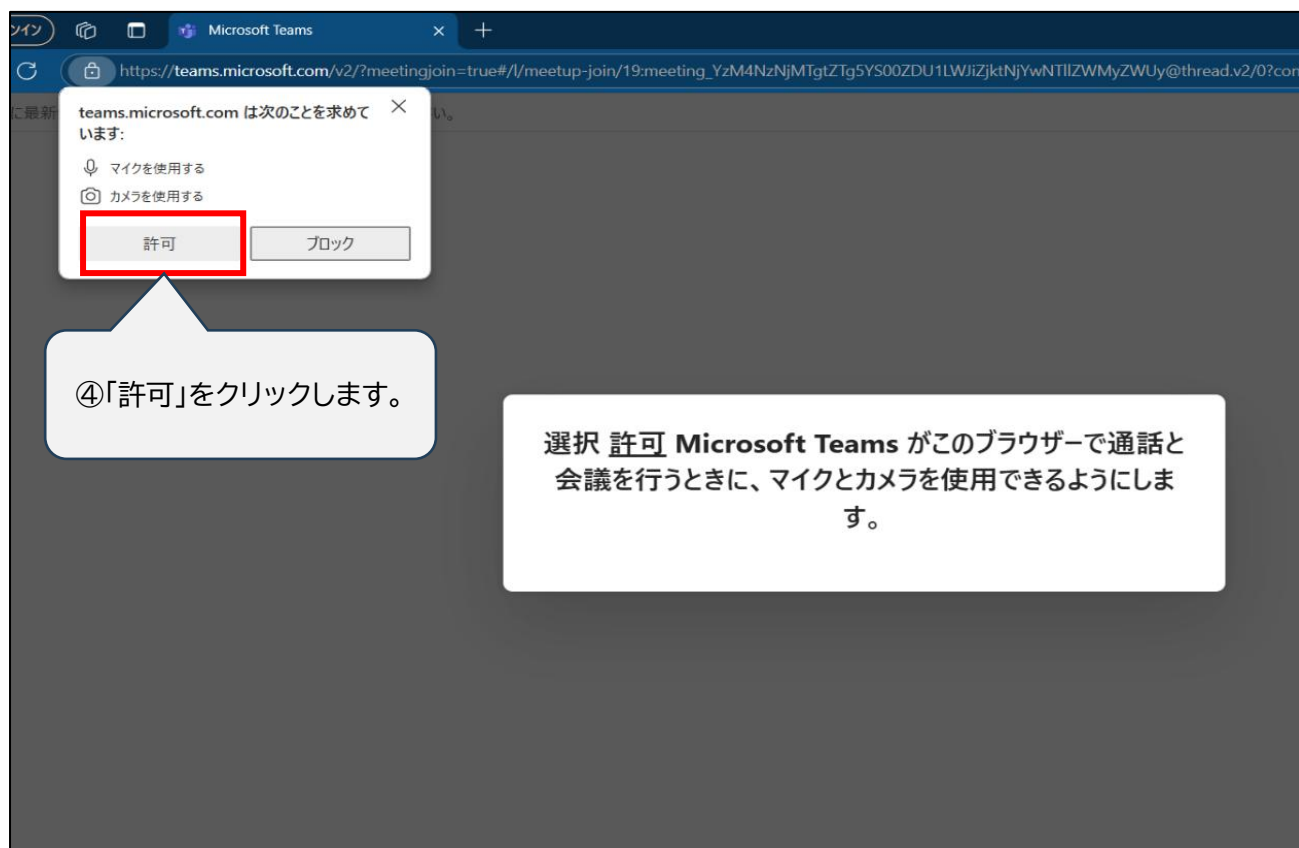 ンイン
Microsoft Teams
https://teams.microsoft.com/v2/?meetingjoin=true#/l/meetup-join/19:meeting_YzM4NzNjMTgtZTg5YS00ZDU1LWJiZjktNjYwNTllZWMyZWUy@thread.v2/0?con
に最新
い。
teams.microsoft.com は次のことを求めて
います:
マイクを使用する
カメラを使用する
許可
ブロック
④「許可」をクリックします。
選択 許可 Microsoft Teams がこのブラウザーで通話と
会議を行うときに、マイクとカメラを使用できるようにしま
す。